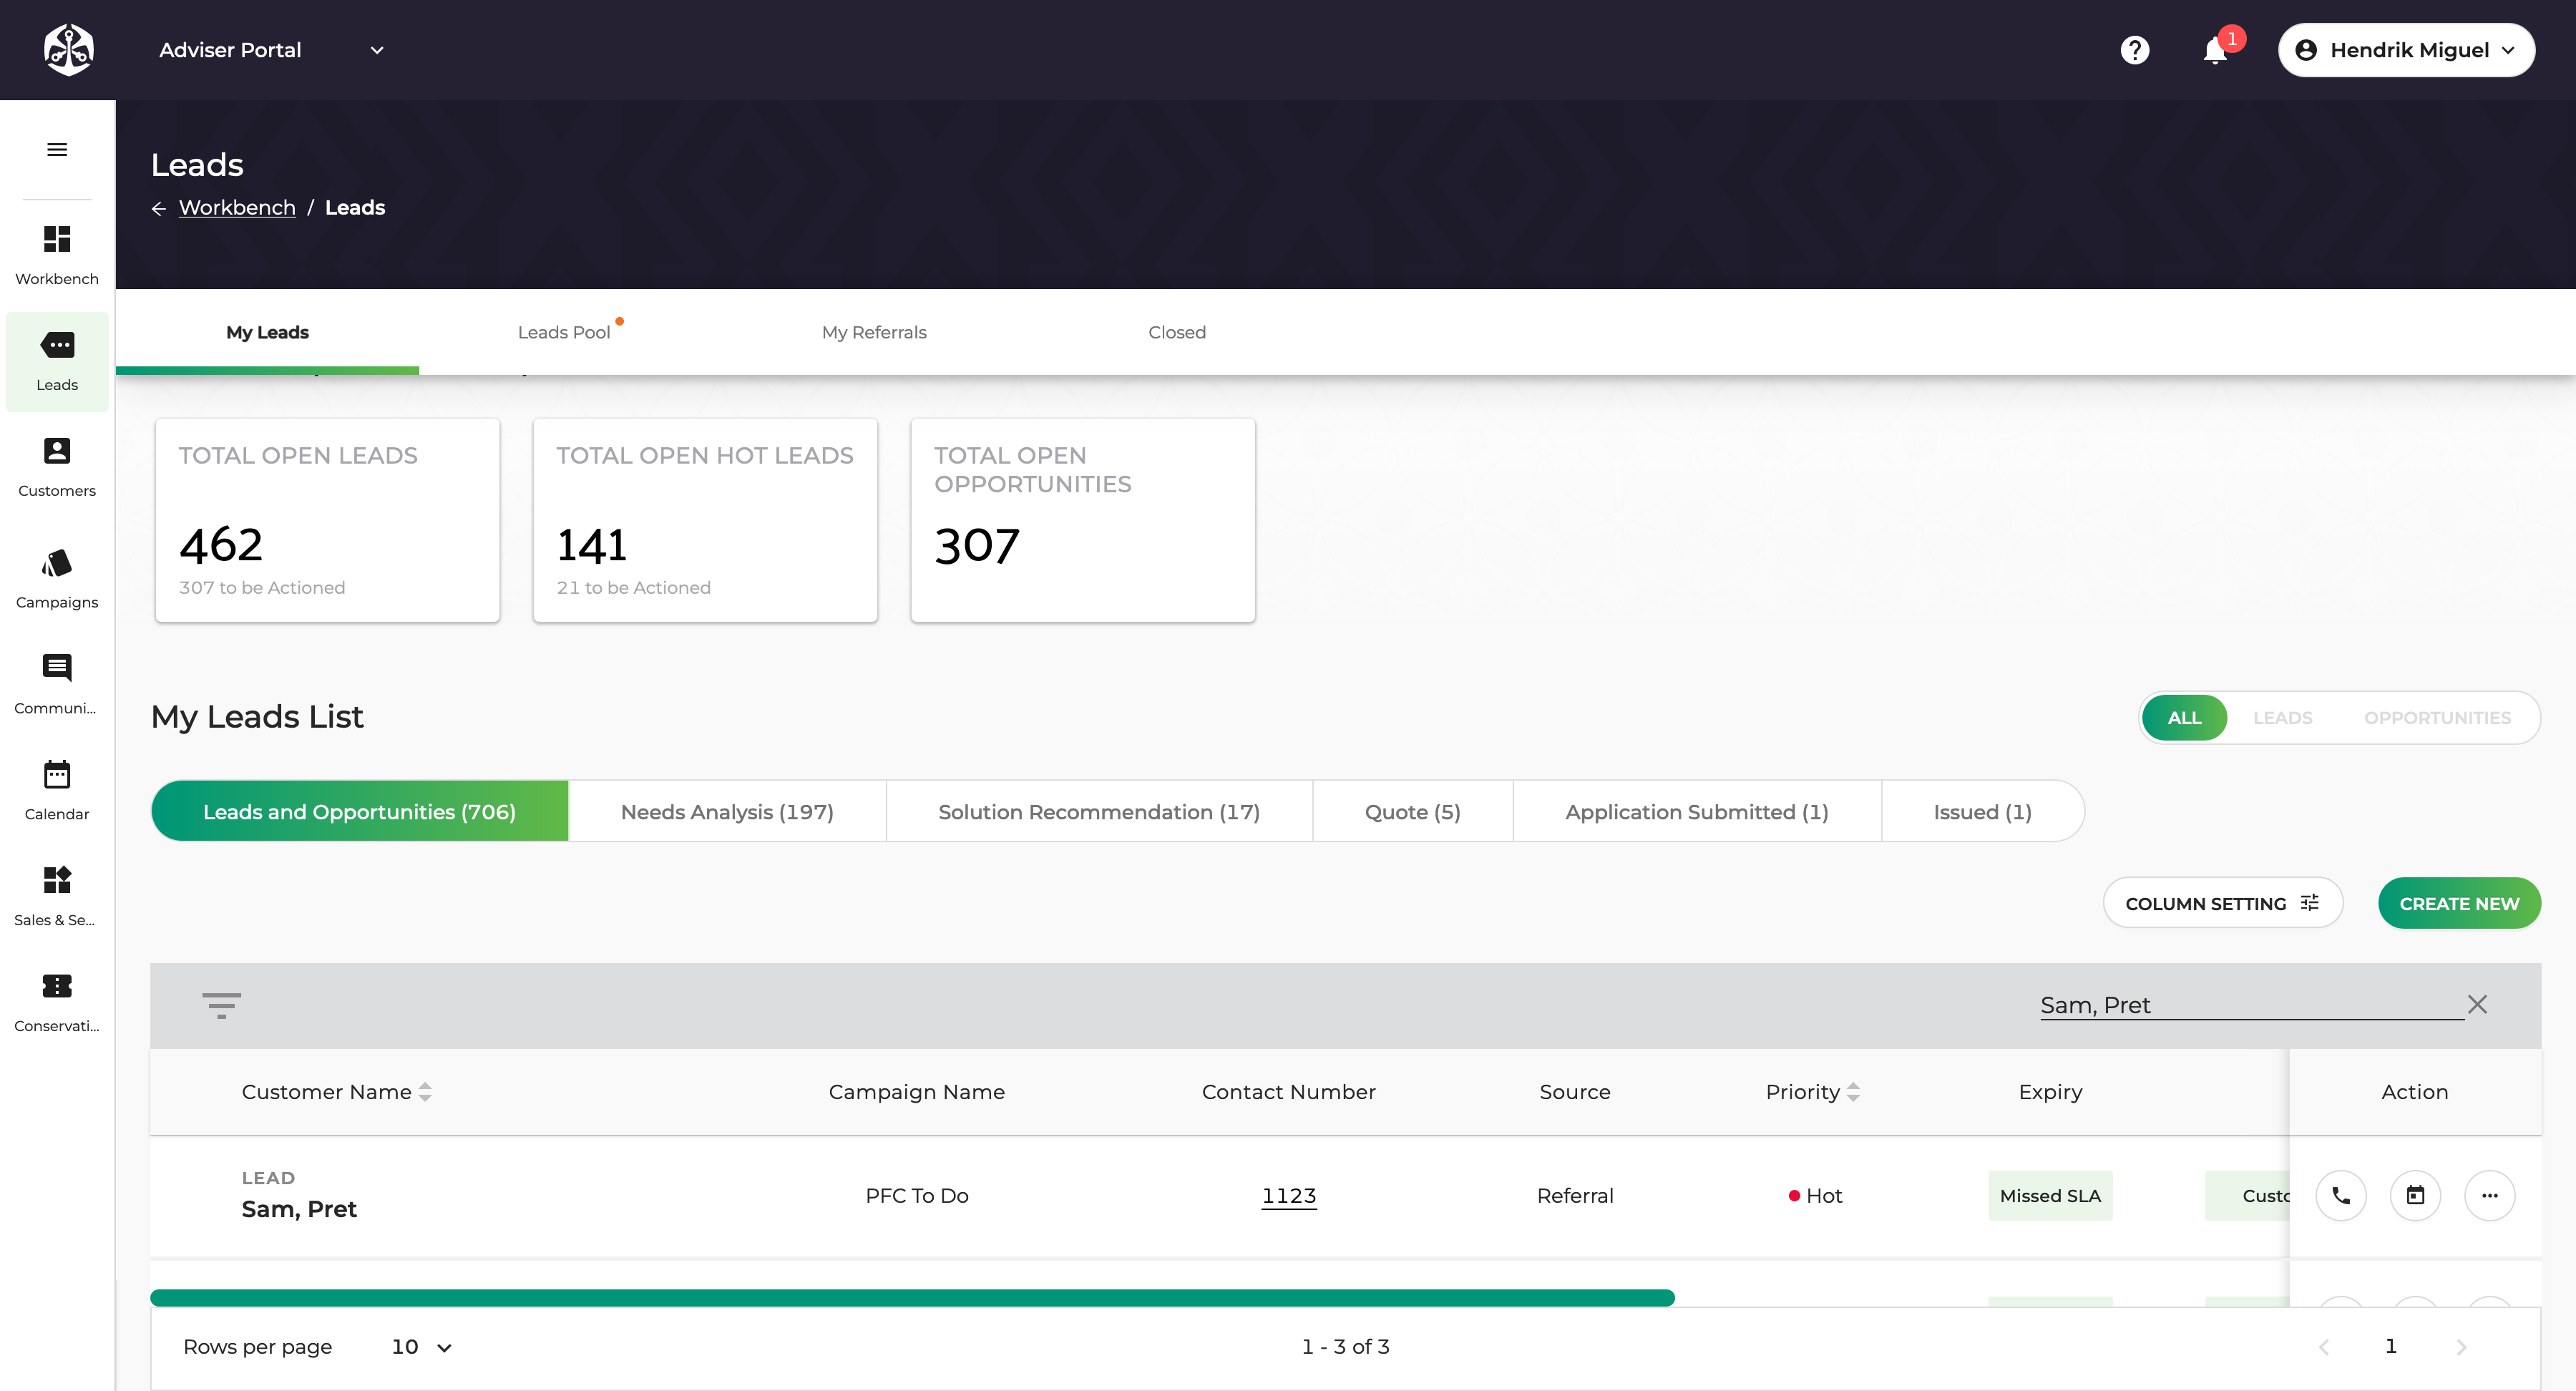 Adviser Portal
1
Hendrik Miguel
Leads
Workbench / Leads
Workbench
Leads
Customers
Campaigns
Communi...
Calendar
Sales & Se...
Conservati...
My Leads
Leads Pool
My Referrals
Closed
TOTAL OPEN LEADS
462
307 to be Actioned
TOTAL OPEN HOT LEADS
141
21 to be Actioned
TOTAL OPEN
OPPORTUNITIES
307
My Leads List
ALL
LEADS
OPPORTUNITIES
Leads and Opportunities (706)
Needs Analysis (197)
Solution Recommendation (17)
Quote (5)
Application Submitted (1)
Issued (1)
COLUMN SETTING
CREATE NEW
Sam, Pret
Customer Name
Campaign Name
Contact Number
Source
Priority
Expiry
Action
LEAD
Sam, Pret
PFC To Do
1123
Referral
Hot
Missed SLA
Custo
Rows per page
10
1 - 3 of 3
1